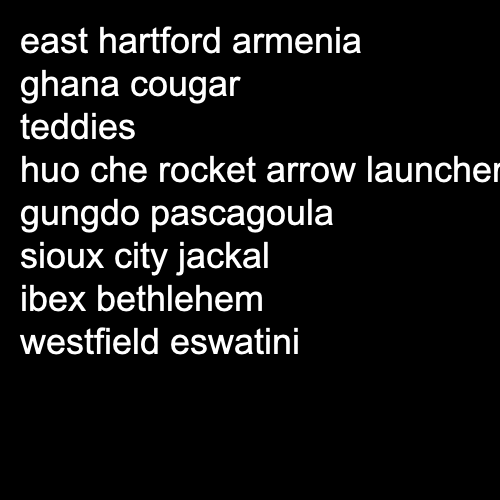 east hartford armenia
ghana cougar
teddies
huo che rocket arrow launcher
gungdo pascagoula
sioux city jackal
ibex bethlehem
westfield eswatini